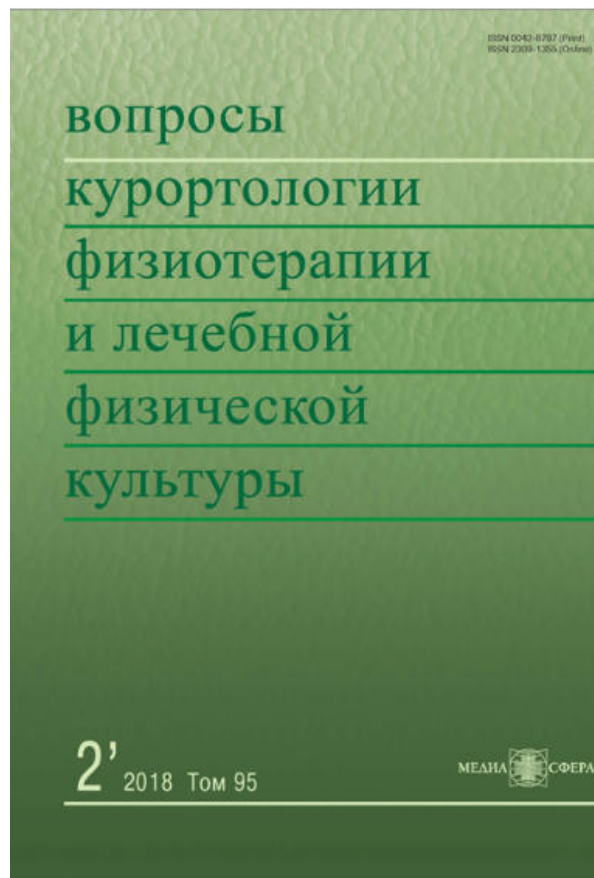 ISSN 0042-8787 (Print)
ISSN 2309-1355 (Online)
вопросы
курортологии
физиотерапии
и лечебной
физической
культуры
2’ 2018 Том 95
МЕДИА СФЕРА